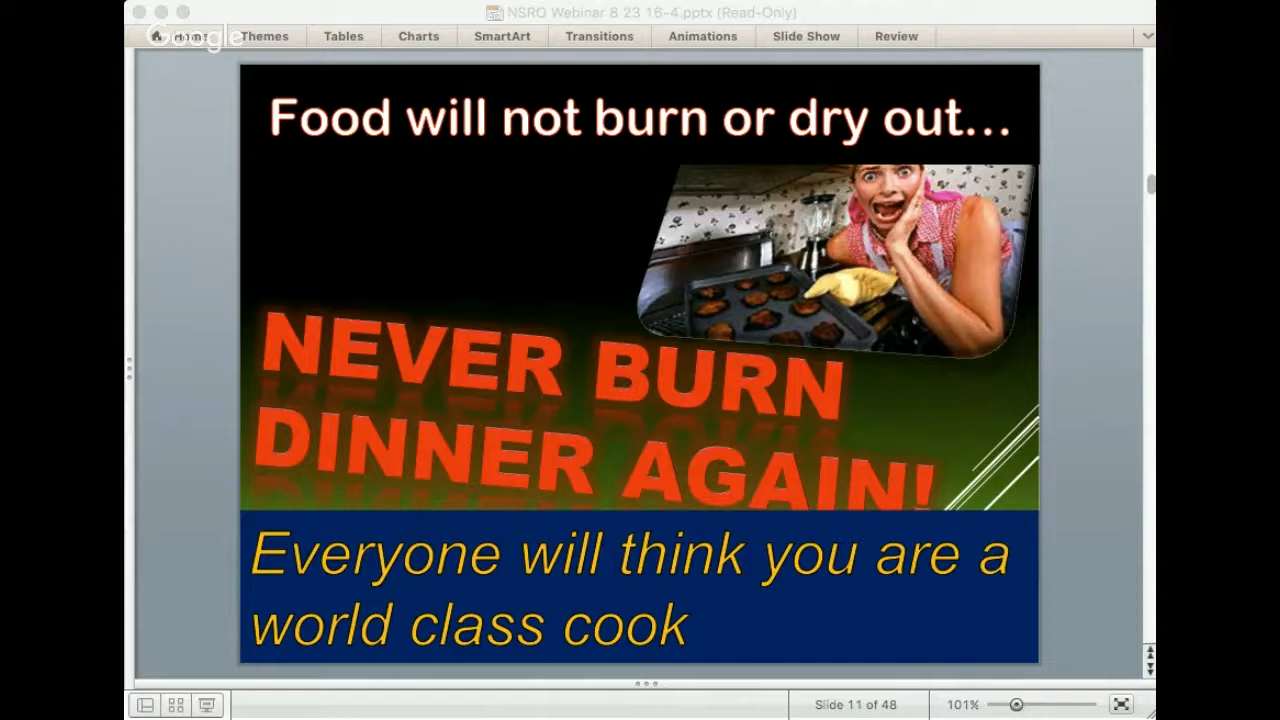 NSRO Webinar 8 23 16-4.pptx (Read-Only)
Home Themes Tables Charts SmartArt Transitions Animations Slide Show Review
Google
Food will not burn or dry out...
NEVER BURN
DINNER AGAIN!
Everyone will think you are a
world class cook
Slide 11 of 48 101%